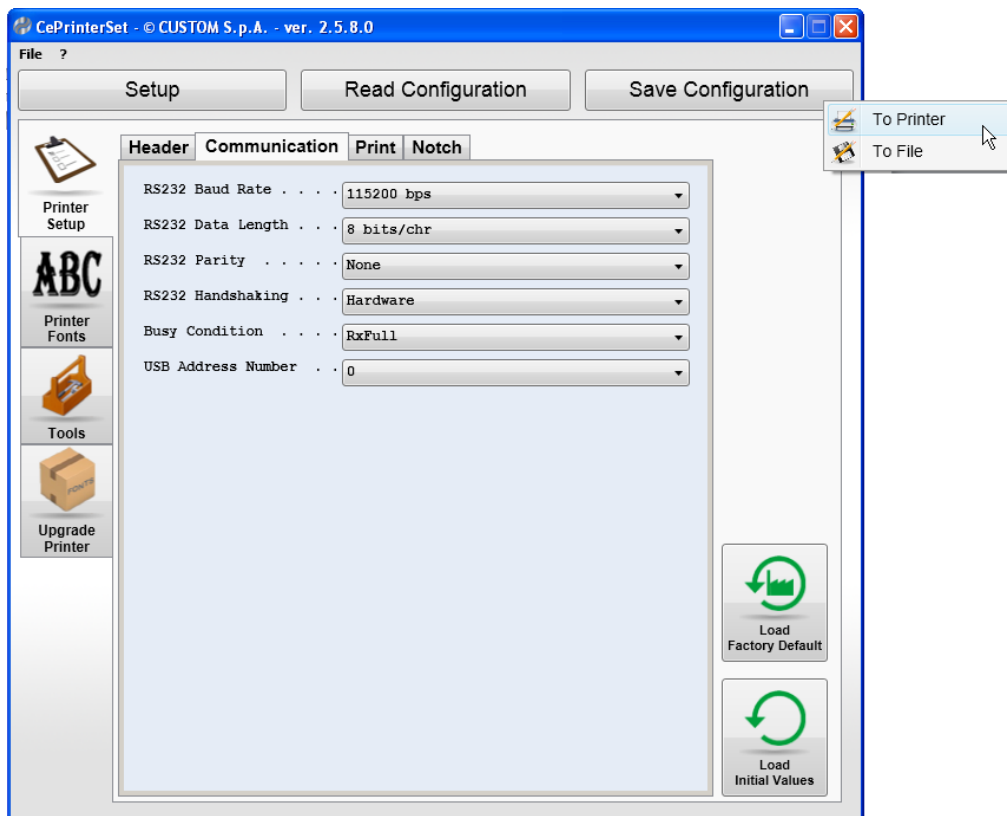 CePrinterSet - © CUSTOM S.p.A. - ver. 2.5.8.0
File ?
Setup
Read Configuration
Save Configuration
To Printer
To File
Printer
Setup
Printer
Fonts
Tools
FONTS
Upgrade
Printer
Header Communication Print Notch
RS232 Baud Rate . . . . 115200 bps
RS232 Data Length . . . 8 bits/chr
RS232 Parity . . . . . None
RS232 Handshaking . . . Hardware
Busy Condition . . . . RxFull
USB Address Number . . 0
Load
Factory Default
Load
Initial Values